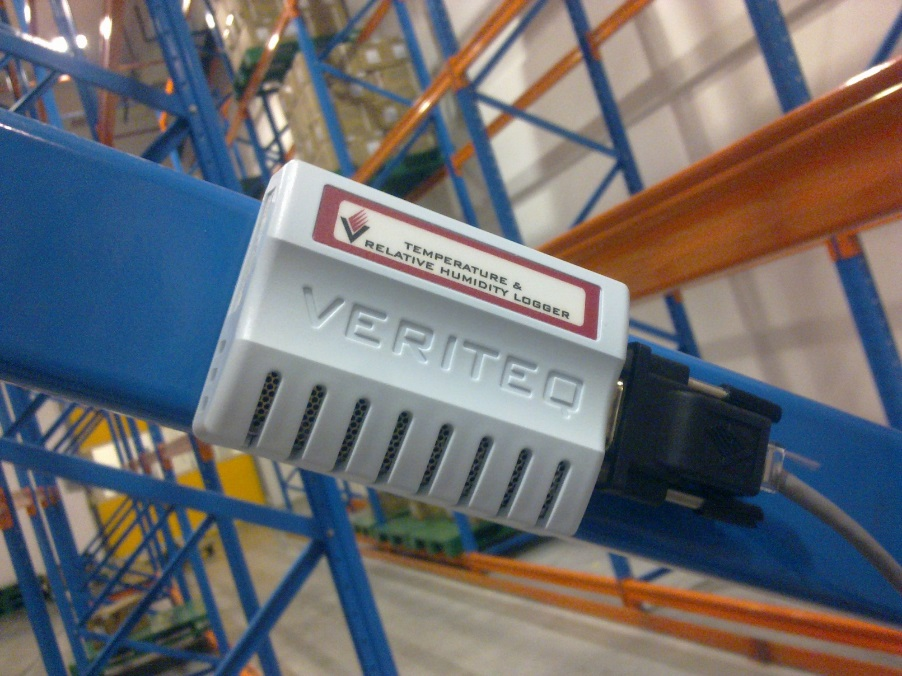 TEMPERATURE &
RELATIVE HUMIDITY LOGGER
VERITEQ